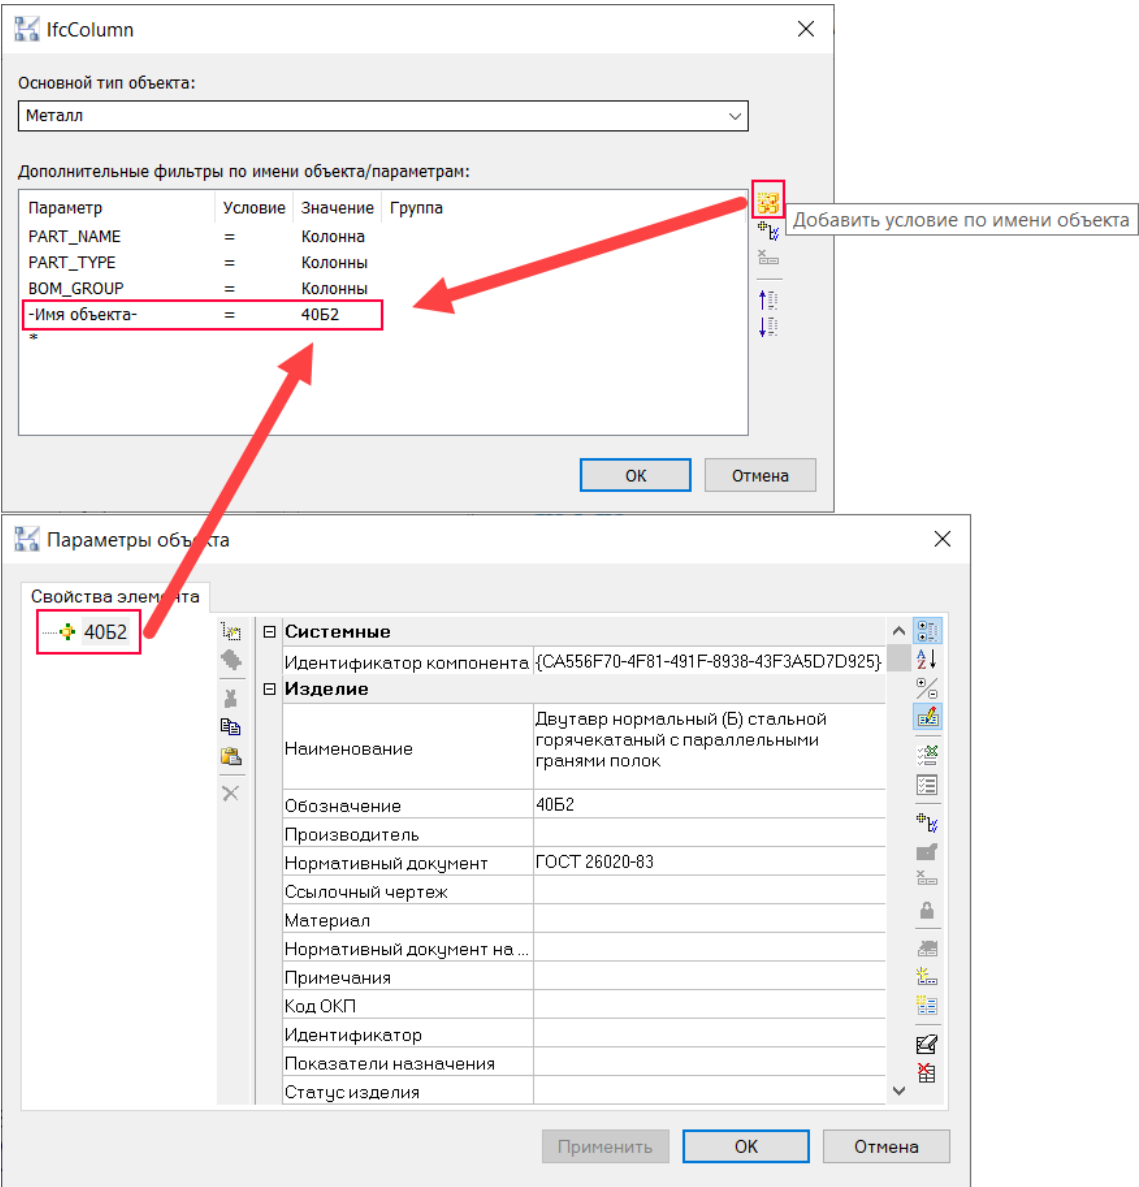 IfcColumn
Основной тип объекта:
Металл
Дополнительные фильтры по имени объекта/параметрам:
Параметр Условие Значение Группа
PART_NAME = Колонна
PART_TYPE = Колонны
BOM_GROUP = Колонны
-Имя объекта- = 40Б2
*
Добавить условие по имени объекта
OK Отмена
Параметры объекта
Свойства элемента
40Б2
Системные
Идентификатор компонента {CA556F70-4F81-491F-8938-43F3A5D7D925}
Изделие
Наименование
Двутавр нормальный (Б) стальной
горячекатаный с параллельными
гранями полок
Обозначение 40Б2
Производитель
Нормативный документ ГОСТ 26020-83
Ссылочный чертеж
Материал
Нормативный документ на ...
Примечания
Код ОКП
Идентификатор
Показатели назначения
Статус изделия
Применить OK Отмена